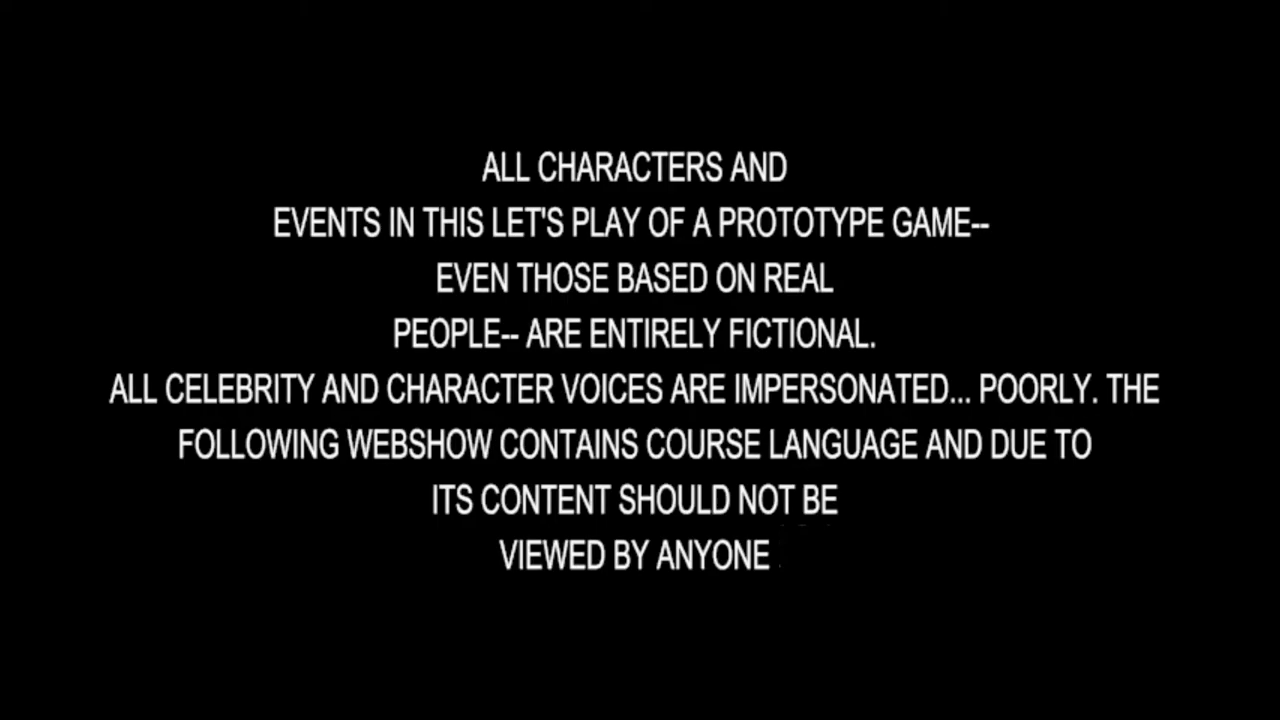 ALL CHARACTERS AND
EVENTS IN THIS LET'S PLAY OF A PROTOTYPE GAME--
EVEN THOSE BASED ON REAL
PEOPLE-- ARE ENTIRELY FICTIONAL.
ALL CELEBRITY AND CHARACTER VOICES ARE IMPERSONATED... POORLY. THE
FOLLOWING WEBSHOW CONTAINS COURSE LANGUAGE AND DUE TO
ITS CONTENT SHOULD NOT BE
VIEWED BY ANYONE